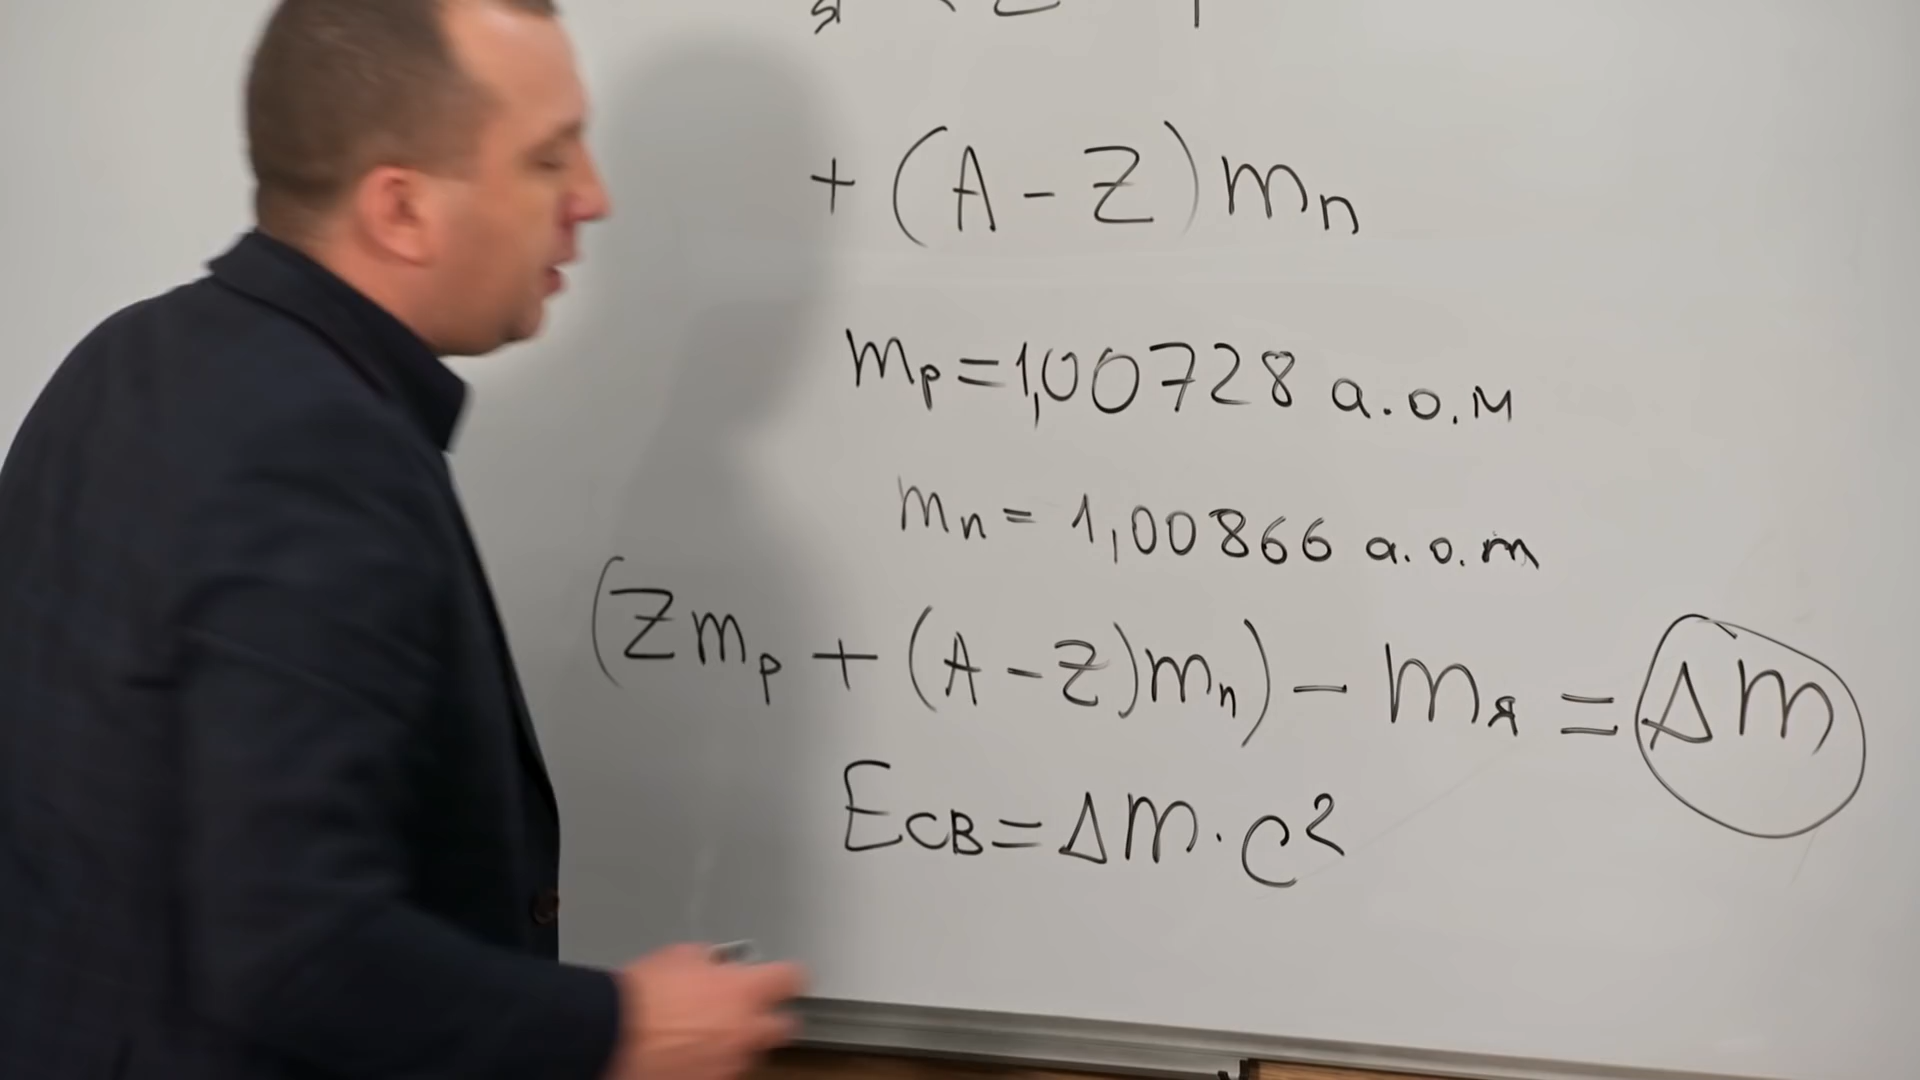 + (A - Z) mn
mp = 1,00728 а.о.м
mn = 1,00866 а.о.м
(Zmp + (A - Z)mn) - mя = Δm
Eсв = Δm · c²